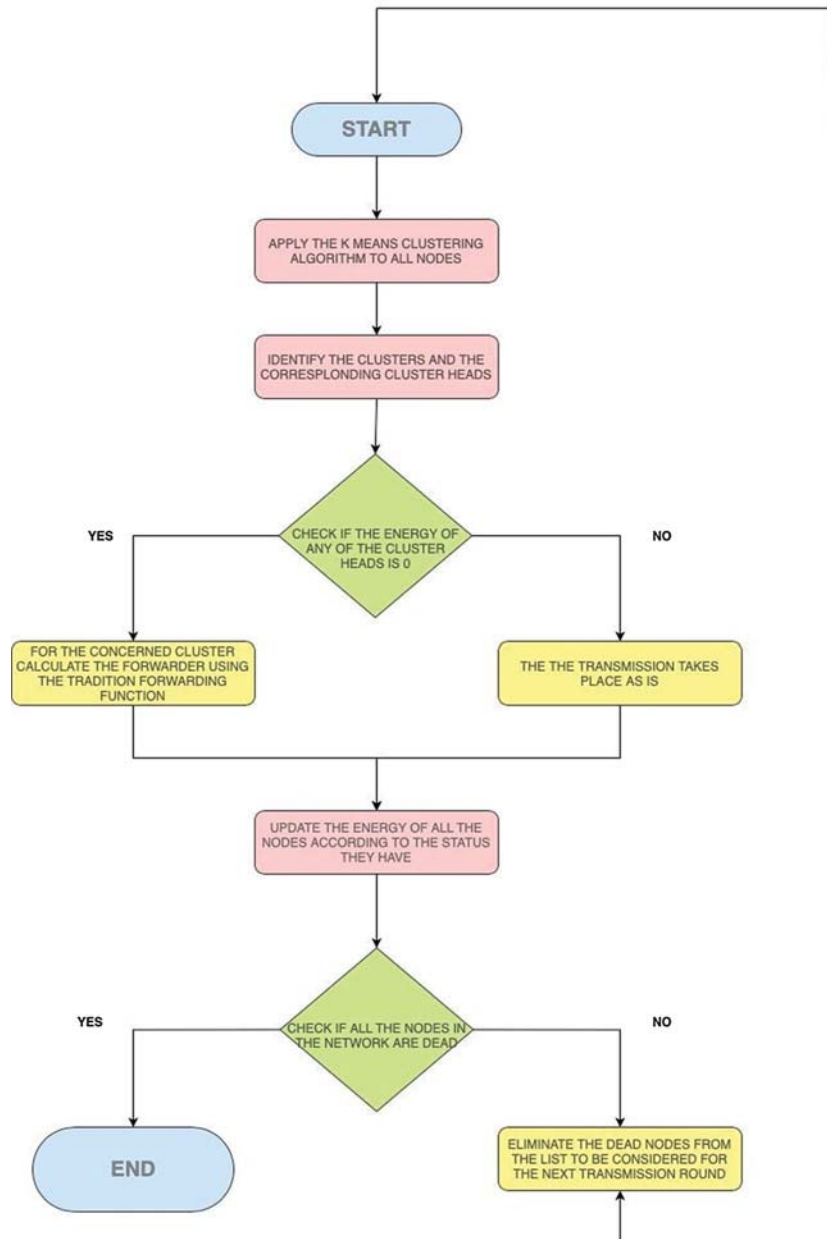 START
APPLY THE K MEANS CLUSTERING
ALGORITHM TO ALL NODES
IDENTIFY THE CLUSTERS AND THE
CORRESPLONDING CLUSTER HEADS
YES
CHECK IF THE ENERGY OF
ANY OF THE CLUSTER
HEADS IS 0
NO
FOR THE CONCERNED CLUSTER
CALCULATE THE FORWARDER USING
THE TRADITION FORWARDING
FUNCTION
THE THE TRANSMISSION TAKES
PLACE AS IS
UPDATE THE ENERGY OF ALL THE
NODES ACCORDING TO THE STATUS
THEY HAVE
YES
CHECK IF ALL THE NODES IN
THE NETWORK ARE DEAD
NO
END
ELIMINATE THE DEAD NODES FROM
THE LIST TO BE CONSIDERED FOR
THE NEXT TRANSMISSION ROUND